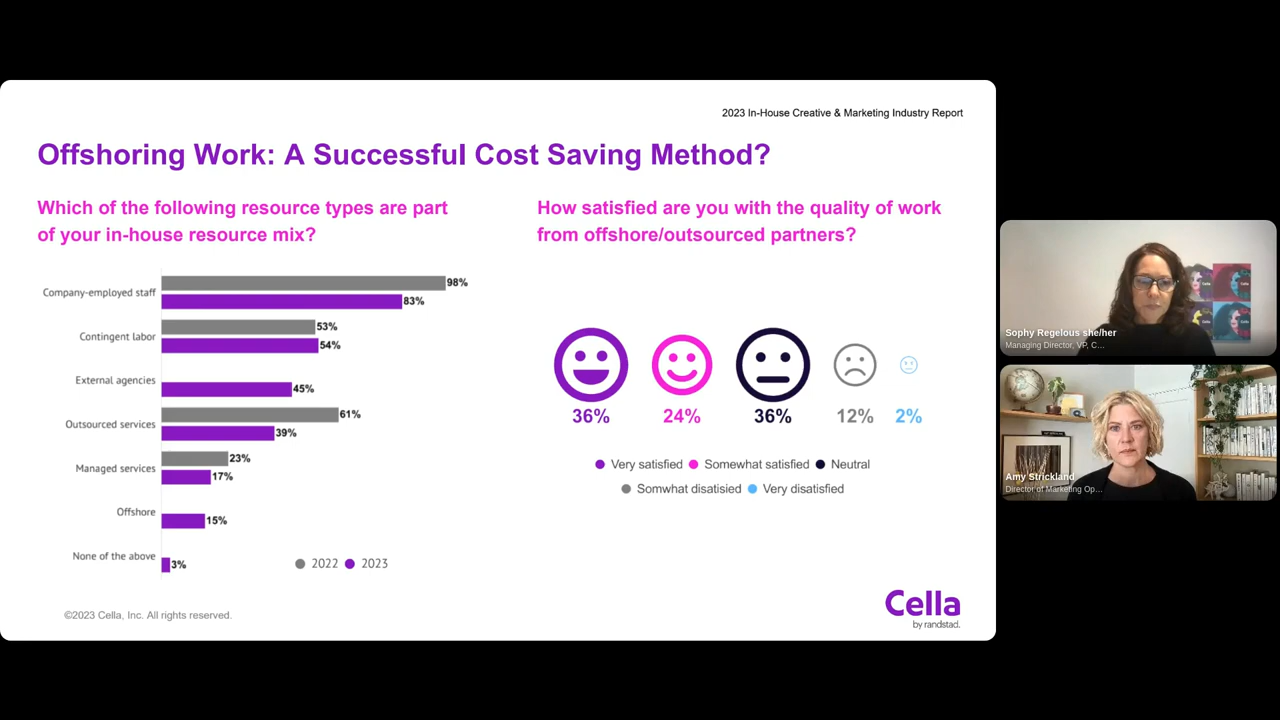 2023 In-House Creative & Marketing Industry Report
Offshoring Work: A Successful Cost Saving Method?
Which of the following resource types are part
of your in-house resource mix?
Company-employed staff
98%
83%
Contingent labor
53%
54%
External agencies
45%
Outsourced services
61%
39%
Managed services
23%
17%
Offshore
15%
None of the above
3%
2022 2023
How satisfied are you with the quality of work
from offshore/outsourced partners?
36% 24% 36% 12% 2%
Very satisfied Somewhat satisfied Neutral
Somwhat disatisied Very disatisfied
©2023 Cella, Inc. All rights reserved.
Cella
by randstad.
Sophy Regelous she/her
Managing Director, VP, C...
Amy Strickland
Director of Marketing Op...